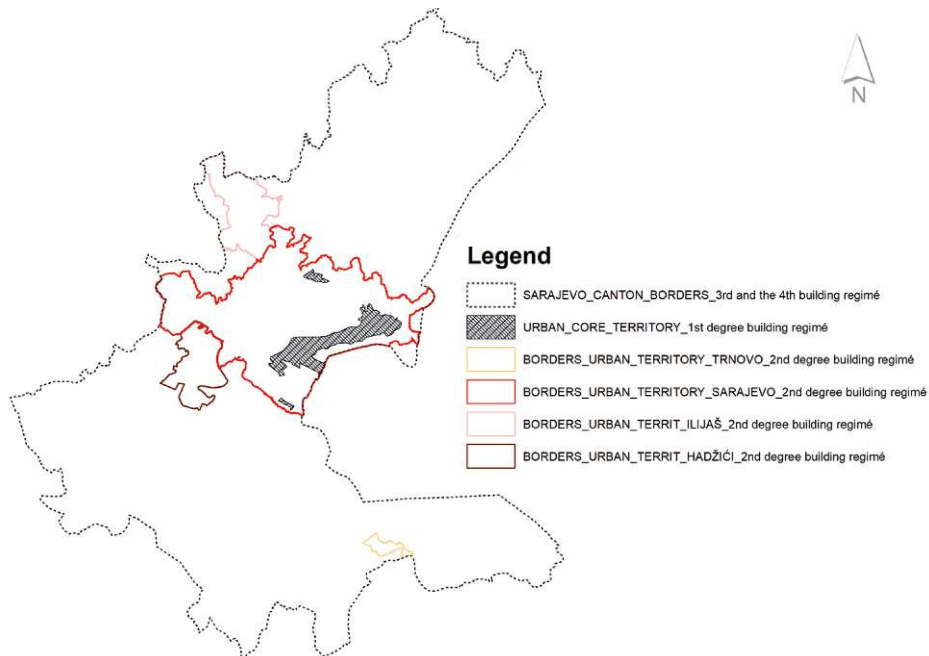 N
Legend
SARAJEVO_CANTON_BORDERS_3rd and the 4th building regimé
URBAN_CORE_TERRITORY_1st degree building regimé
BORDERS_URBAN_TERRITORY_TRNOVO_2nd degree building regimé
BORDERS_URBAN_TERRITORY_SARAJEVO_2nd degree building regimé
BORDERS_URBAN_TERRIT_ILIJAŠ_2nd degree building regimé
BORDERS_URBAN_TERRIT_HADŽIĆI_2nd degree building regimé